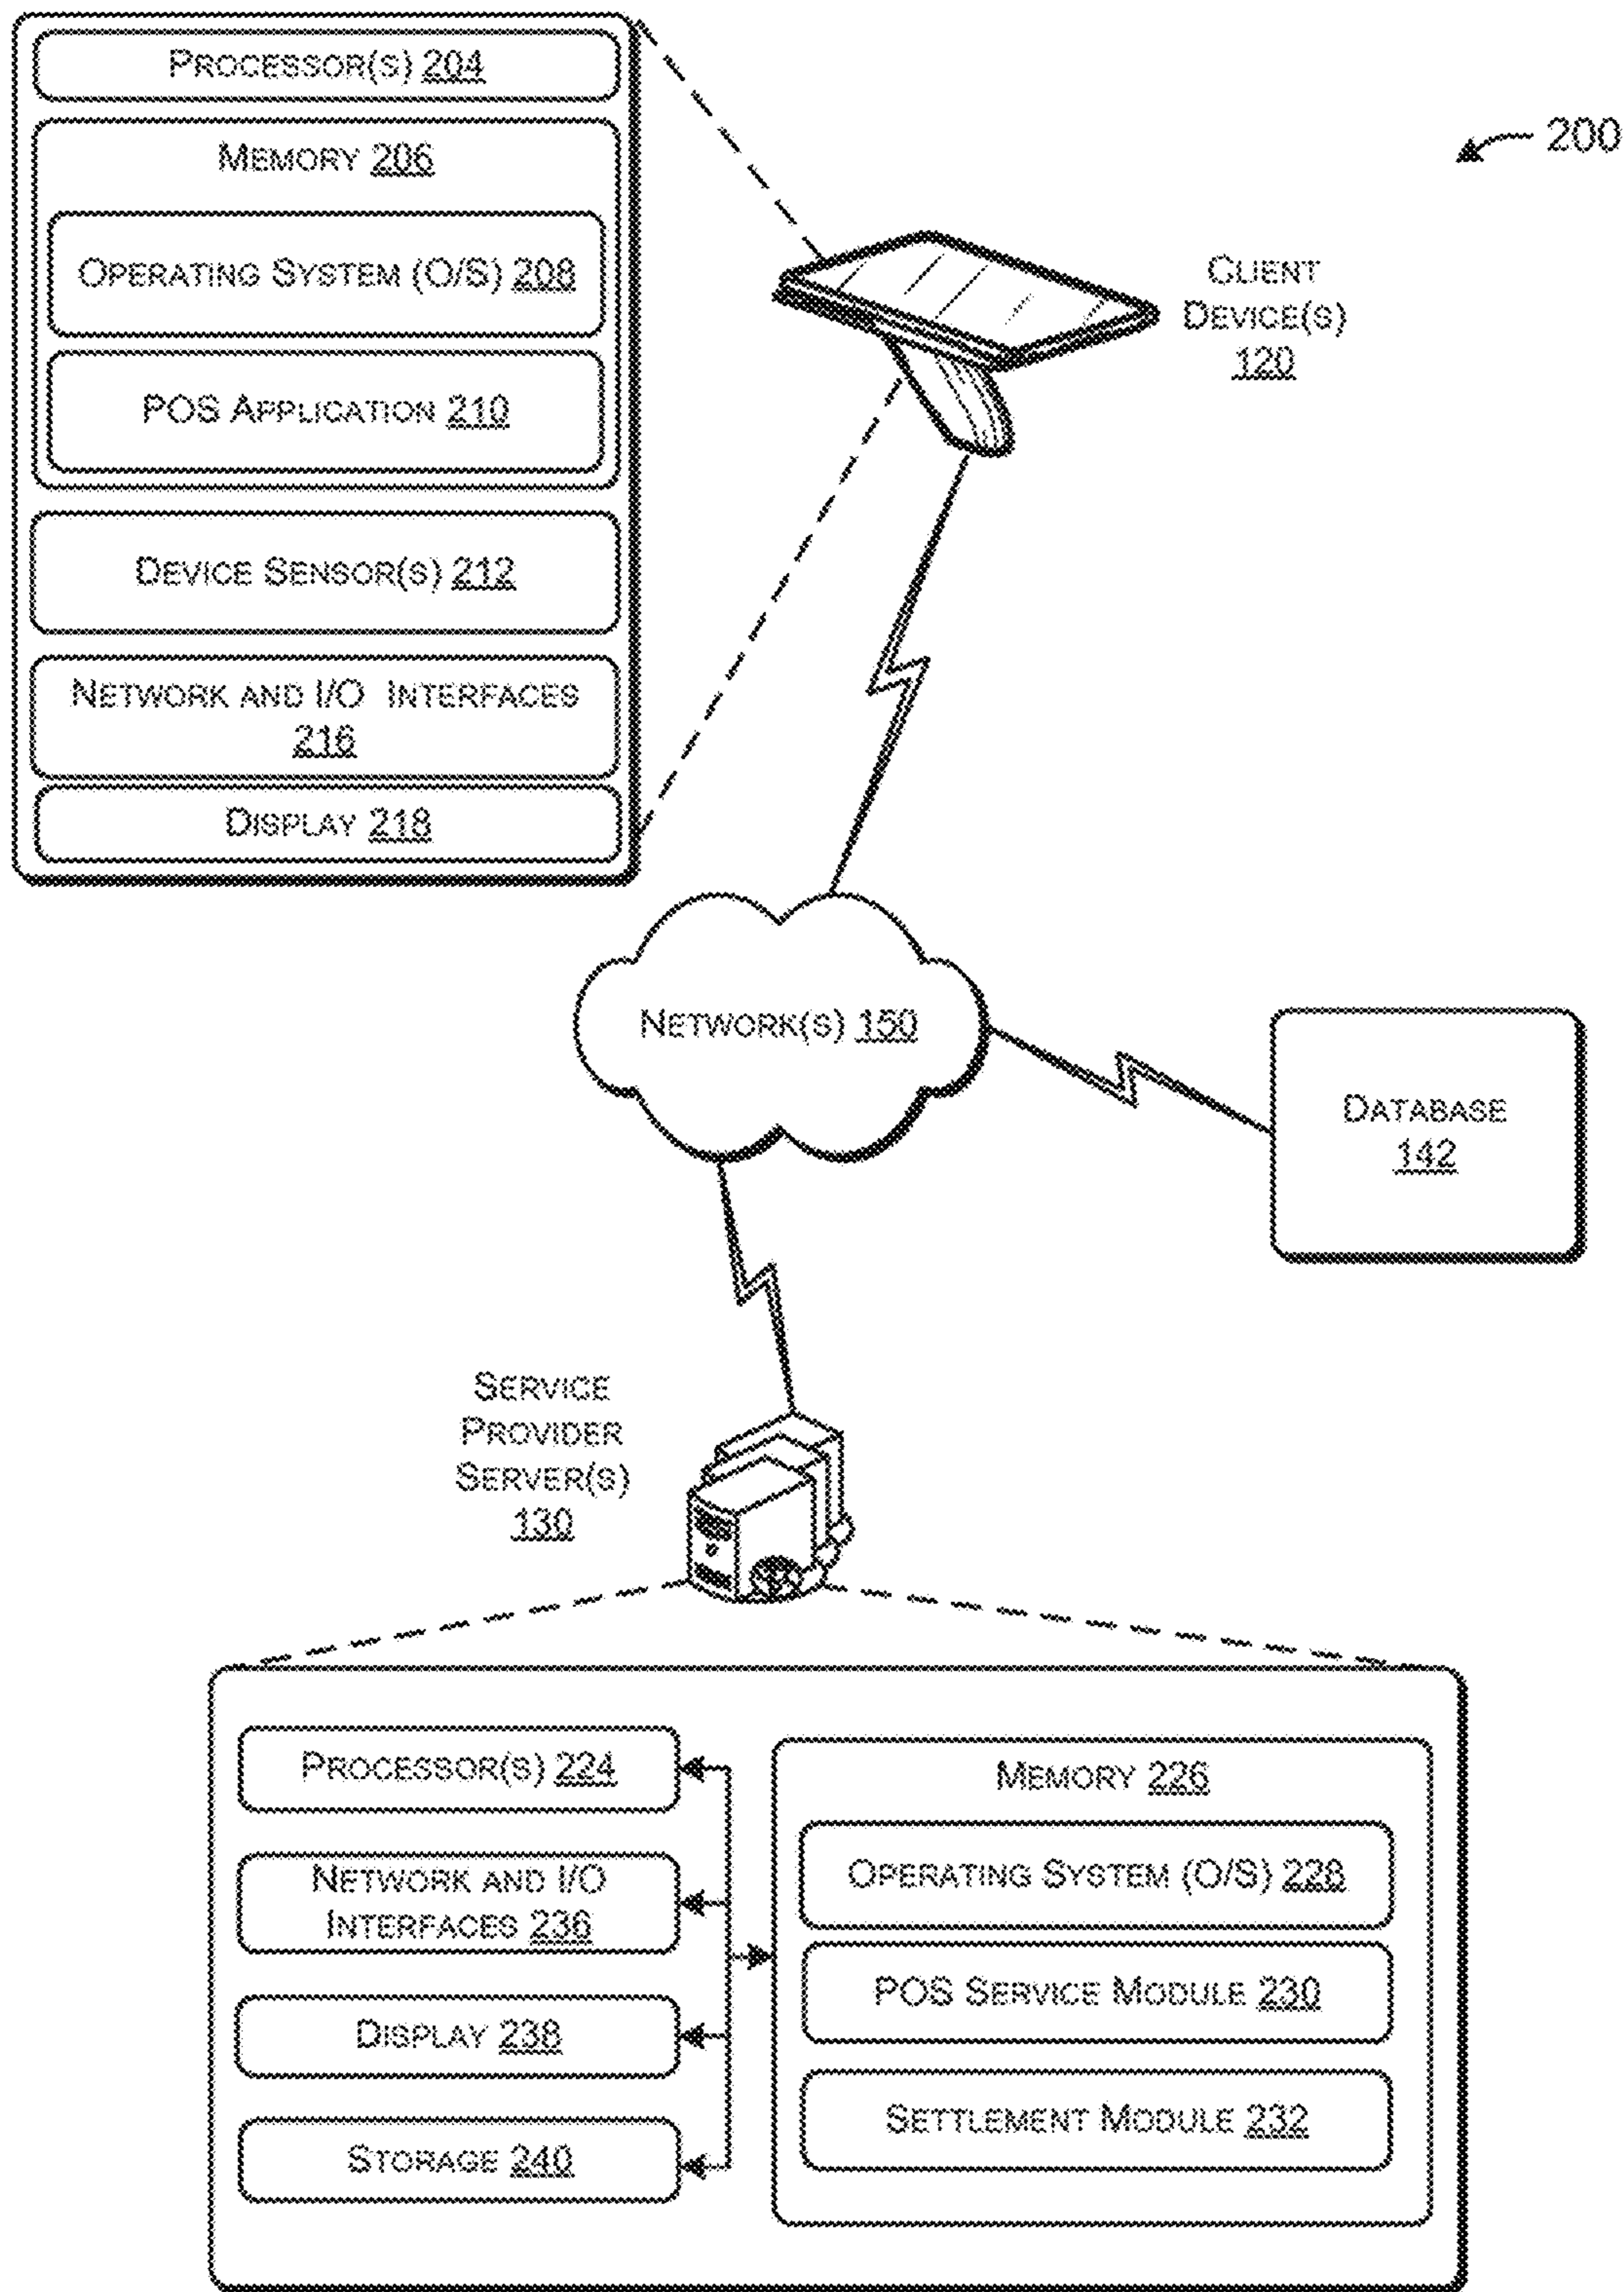 PROCESSOR(S) 204
MEMORY 206
OPERATING SYSTEM (O/S) 208
POS APPLICATION 210
DEVICE SENSOR(S) 212
NETWORK AND I/O INTERFACES
216
DISPLAY 218
200
CLIENT
DEVICE(S)
120
NETWORK(S) 150
DATABASE
142
SERVICE
PROVIDER
SERVER(S)
130
PROCESSOR(S) 224
NETWORK AND I/O
INTERFACES 236
DISPLAY 238
STORAGE 240
MEMORY 226
OPERATING SYSTEM (O/S) 228
POS SERVICE MODULE 230
SETTLEMENT MODULE 232